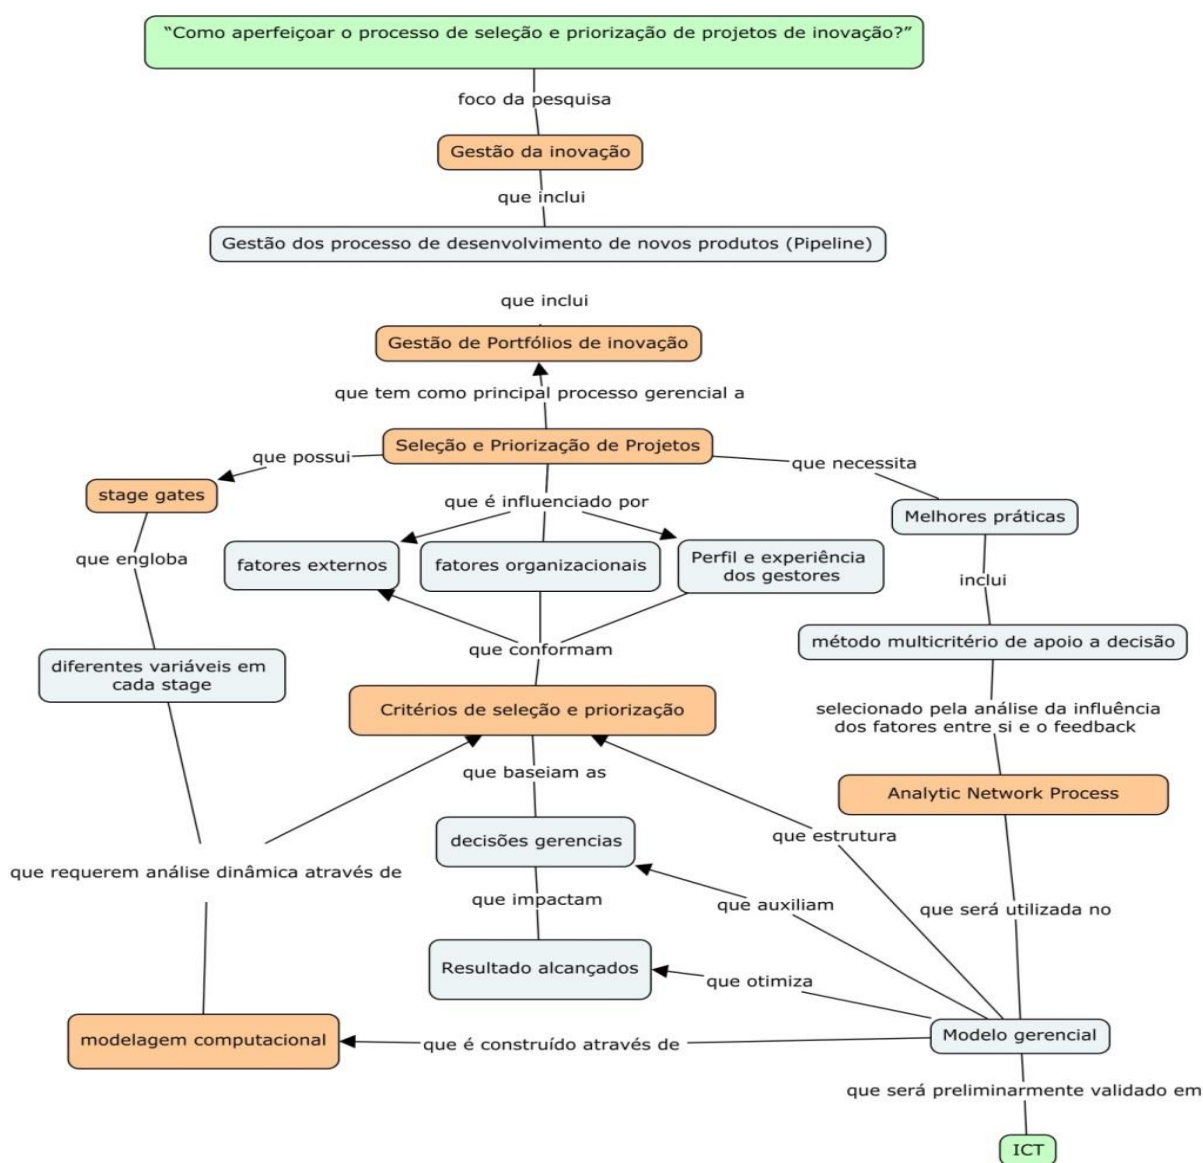 “Como aperfeiçoar o processo de seleção e priorização de projetos de inovação?”
foco da pesquisa
Gestão da inovação
que inclui
Gestão dos processo de desenvolvimento de novos produtos (Pipeline)
que inclui
Gestão de Portfólios de inovação
que tem como principal processo gerencial a
Seleção e Priorização de Projetos
que possui
que necessita
stage gates
que é influenciado por
Melhores práticas
que engloba
fatores externos
fatores organizacionais
Perfil e experiência
dos gestores
inclui
que conformam
método multicritério de apoio a decisão
diferentes variáveis em
cada stage
Critérios de seleção e priorização
selecionado pela análise da influência
dos fatores entre si e o feedback
que baseiam as
Analytic Network Process
decisões gerencias
que estrutura
que requerem análise dinâmica através de
que impactam
que auxiliam
que será utilizada no
Resultado alcançados
que otimiza
modelagem computacional
que é construído através de
Modelo gerencial
que será preliminarmente validado em
ICT